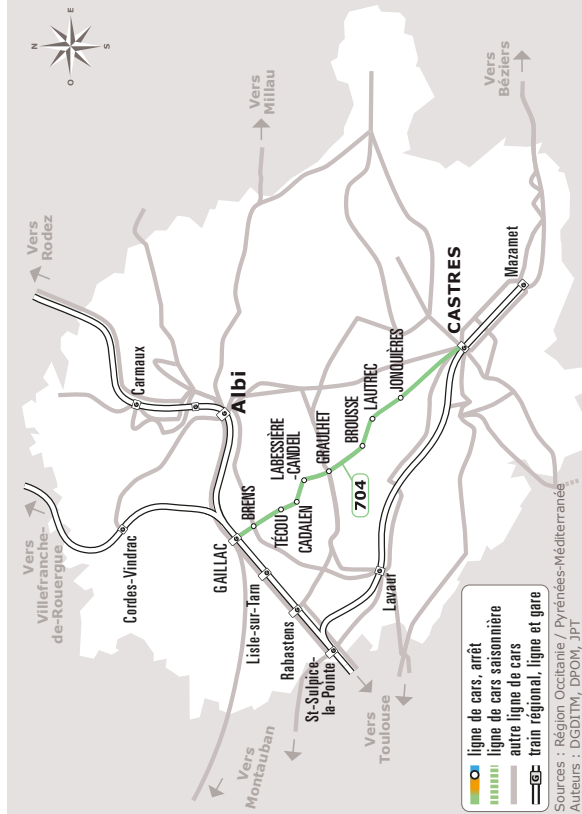 N
E
S
O
Vers
Rodez
Vers
Millau
Vers
Béziers
Vers
Villefranche-
de-Rouergue
Vers
Montauban
Vers
Toulouse
Carmaux
Cordes-Vindrac
Albi
GAILLAC
BRENS
TÉCOU
CADALEN
LABESSIÈRE
-CANDEIL
GRAULHET
BROUSSE
LAUTREC
JONQUIÈRES
CASTRES
Mazamet
Lisle-sur-Tarn
Rabastens
St-Sulpice-
la-Pointe
Lavaur
704
ligne de cars, arrêt
ligne de cars saisonnière
autre ligne de cars
G
train régional, ligne et gare
Sources : Région Occitanie / Pyrénées-Méditerranée
Auteurs : DGDITM, DPOM, JPT